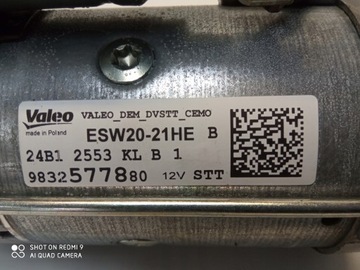 Valeo
VALEO_DEM_DVSTT_CEMO
made in Poland
ESW20-21HE B
24B1 2553 KL B 1
9832577880 12V STT
SHOT ON REDMI 9
AI QUAD CAMERA